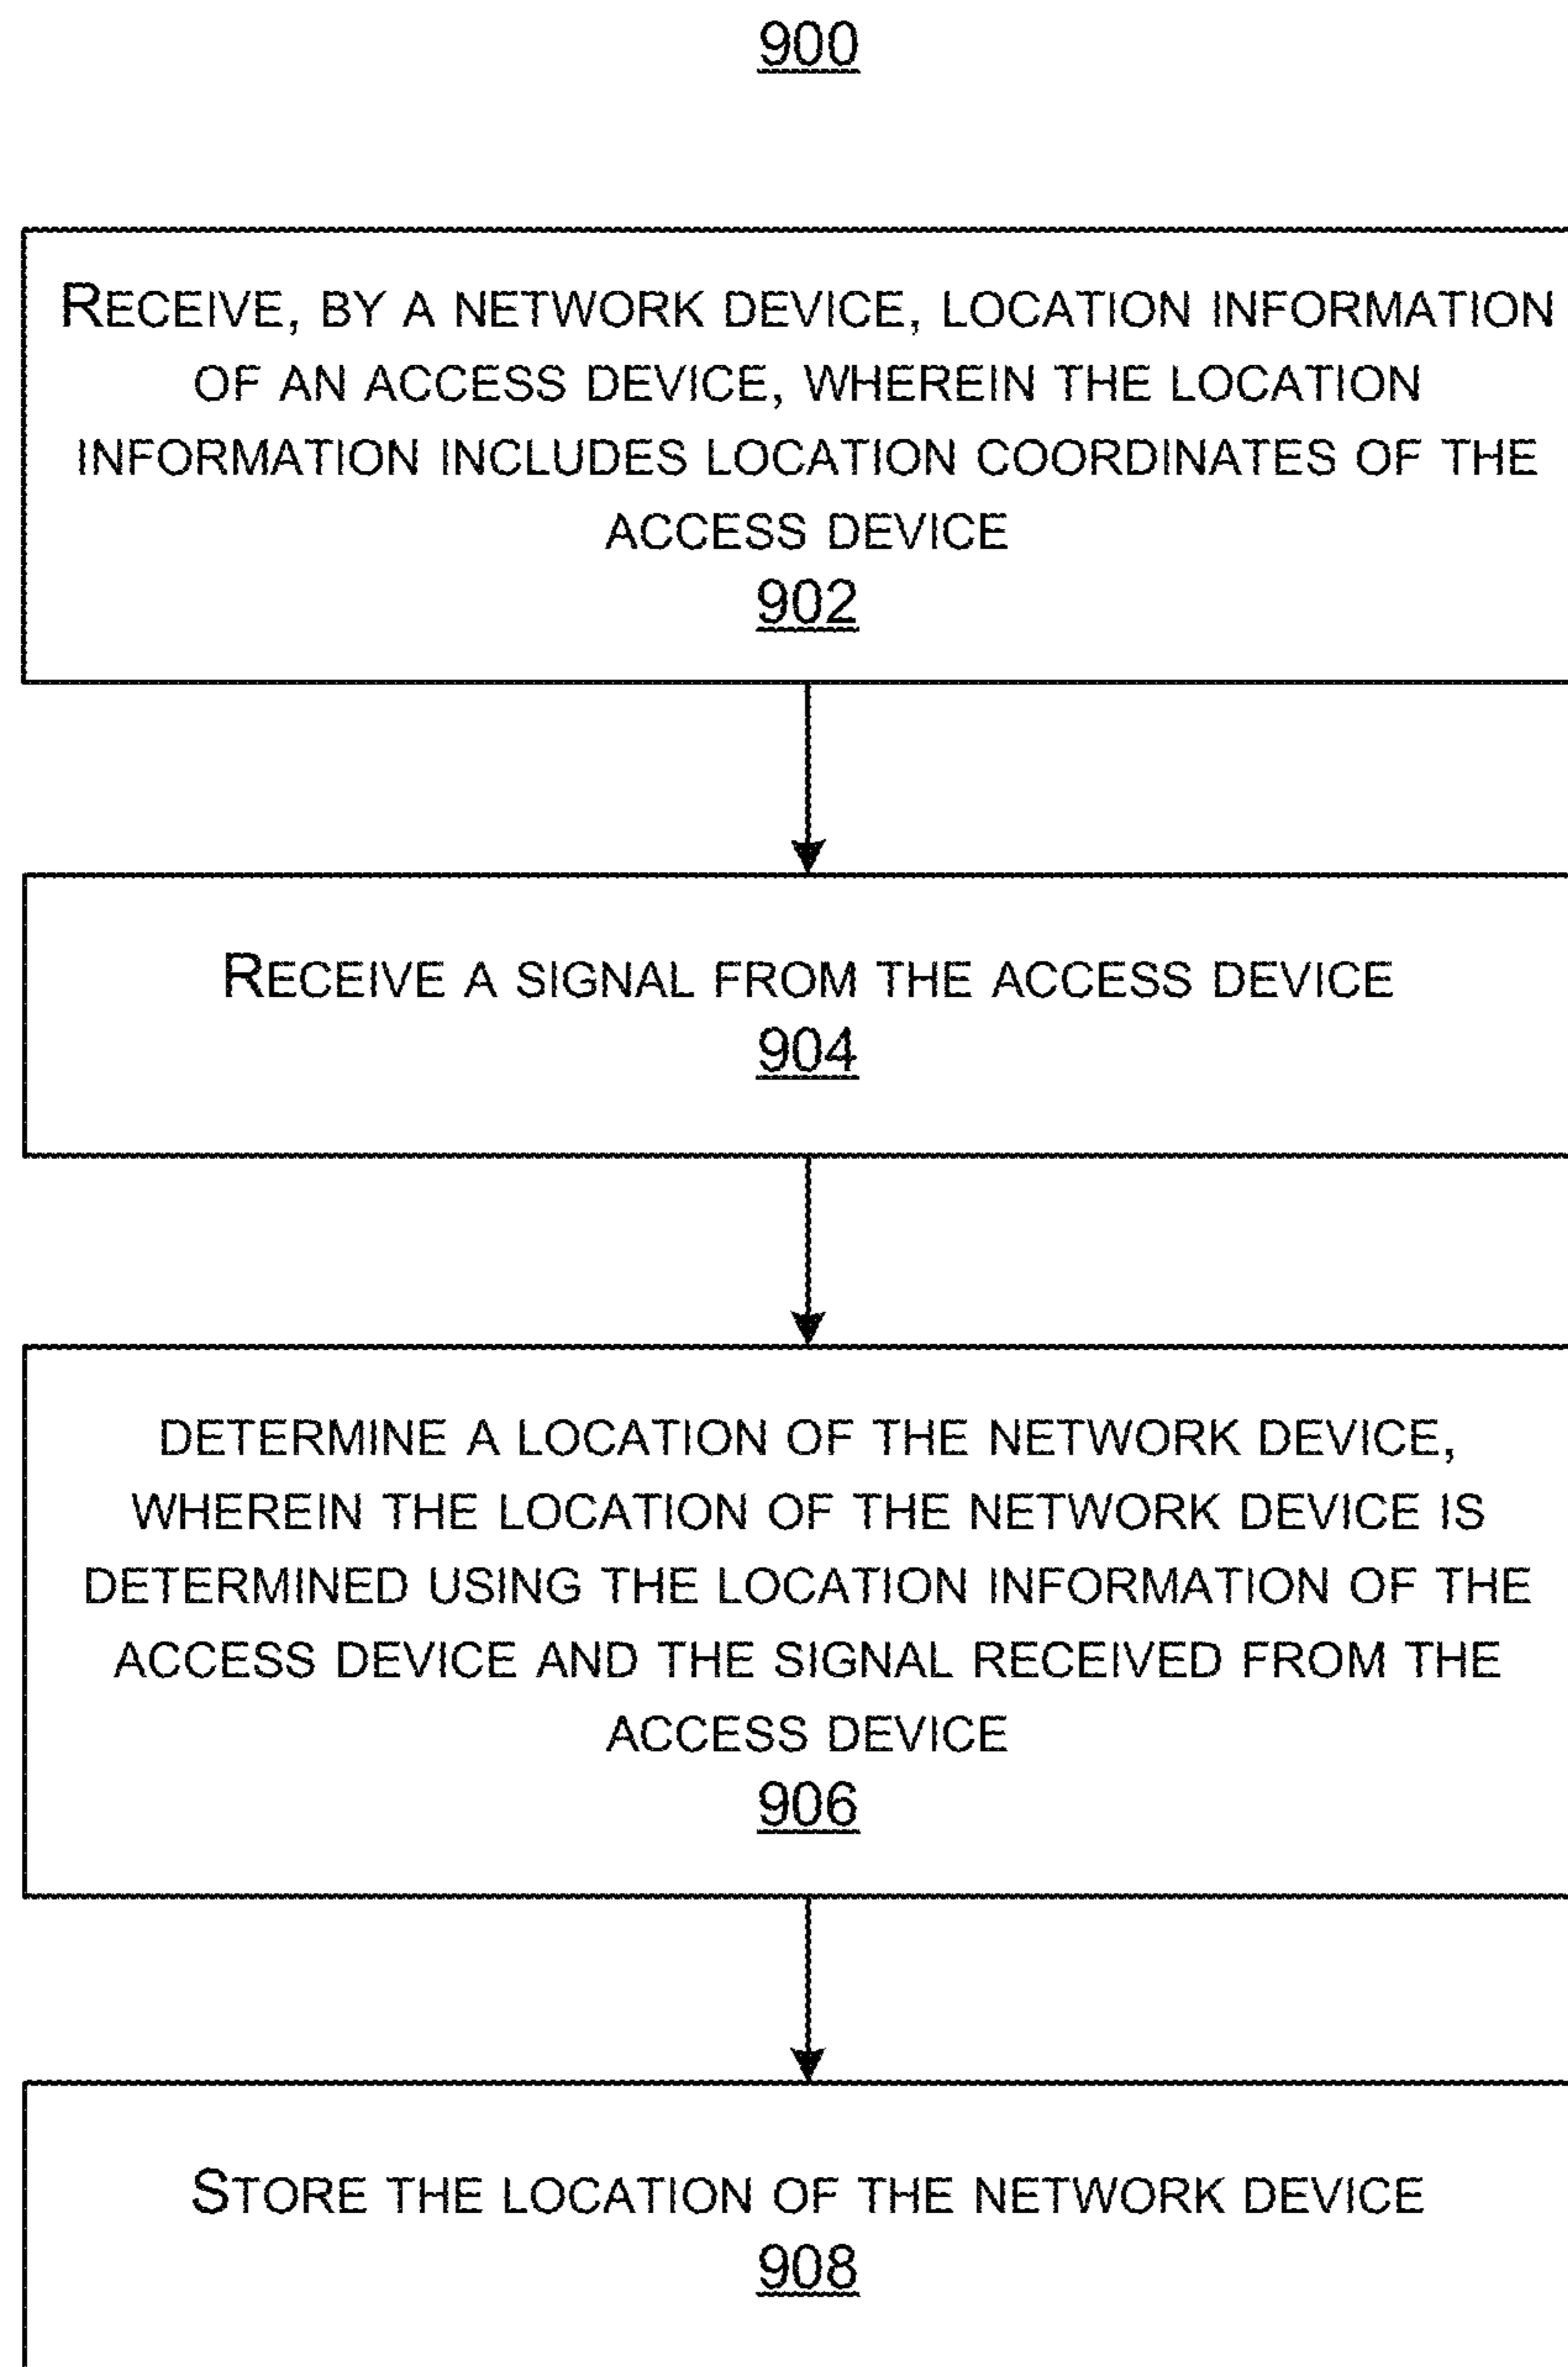 900
RECEIVE, BY A NETWORK DEVICE, LOCATION INFORMATION
OF AN ACCESS DEVICE, WHEREIN THE LOCATION
INFORMATION INCLUDES LOCATION COORDINATES OF THE
ACCESS DEVICE
902
RECEIVE A SIGNAL FROM THE ACCESS DEVICE
904
DETERMINE A LOCATION OF THE NETWORK DEVICE,
WHEREIN THE LOCATION OF THE NETWORK DEVICE IS
DETERMINED USING THE LOCATION INFORMATION OF THE
ACCESS DEVICE AND THE SIGNAL RECEIVED FROM THE
ACCESS DEVICE
906
STORE THE LOCATION OF THE NETWORK DEVICE
908